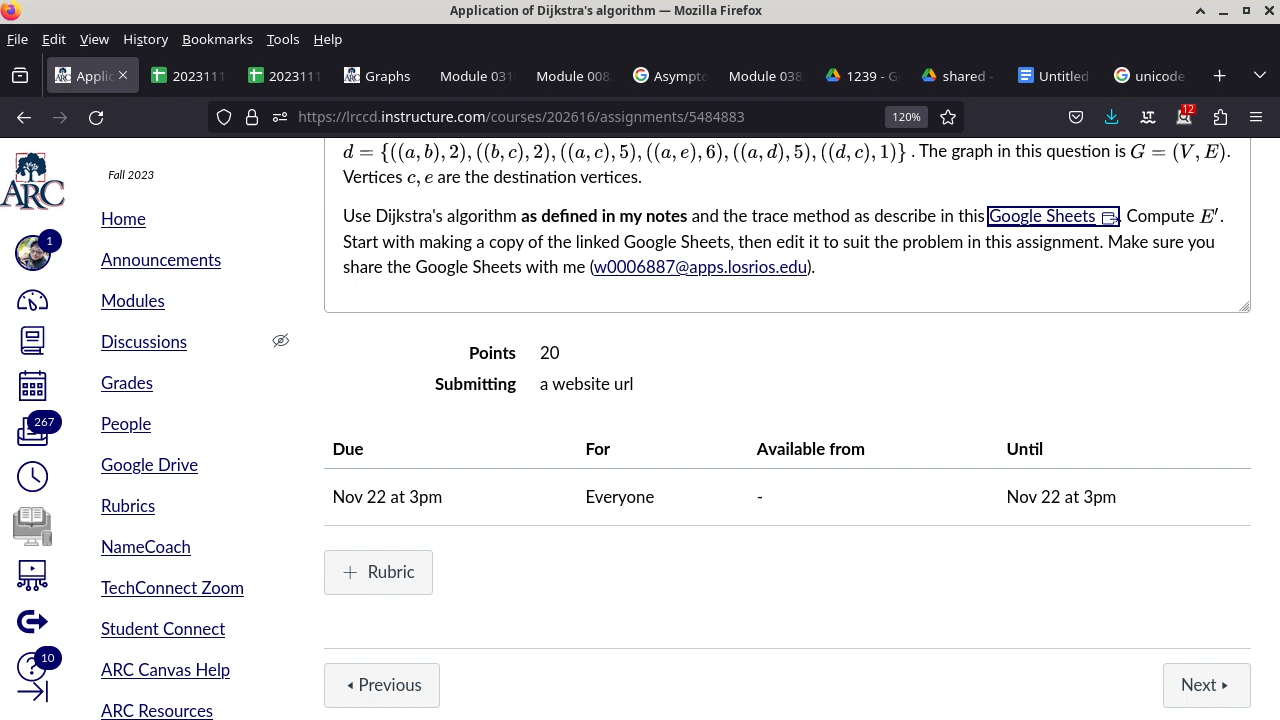 Application of Dijkstra's algorithm — Mozilla Firefox
File Edit View History Bookmarks Tools Help
Applic 2023111 2023111 Graphs Module 031 Module 008 Asympto Module 038 1239 - G shared - Untitled unicode
https://lrccd.instructure.com/courses/202616/assignments/5484883 120% 12
ARC
Fall 2023
1
267
10
Home
Announcements
Modules
Discussions
Grades
People
Google Drive
Rubrics
NameCoach
TechConnect Zoom
Student Connect
ARC Canvas Help
ARC Resources
d = {((a, b), 2), ((b, c), 2), ((a, c), 5), ((a, e), 6), ((a, d), 5), ((d, c), 1)} . The graph in this question is G = (V, E).
Vertices c, e are the destination vertices.
Use Dijkstra's algorithm as defined in my notes and the trace method as describe in this Google Sheets . Compute E′.
Start with making a copy of the linked Google Sheets, then edit it to suit the problem in this assignment. Make sure you
share the Google Sheets with me (w0006887@apps.losrios.edu).
Points 20
Submitting a website url
Due For Available from Until
Nov 22 at 3pm Everyone - Nov 22 at 3pm
+ Rubric
Previous Next